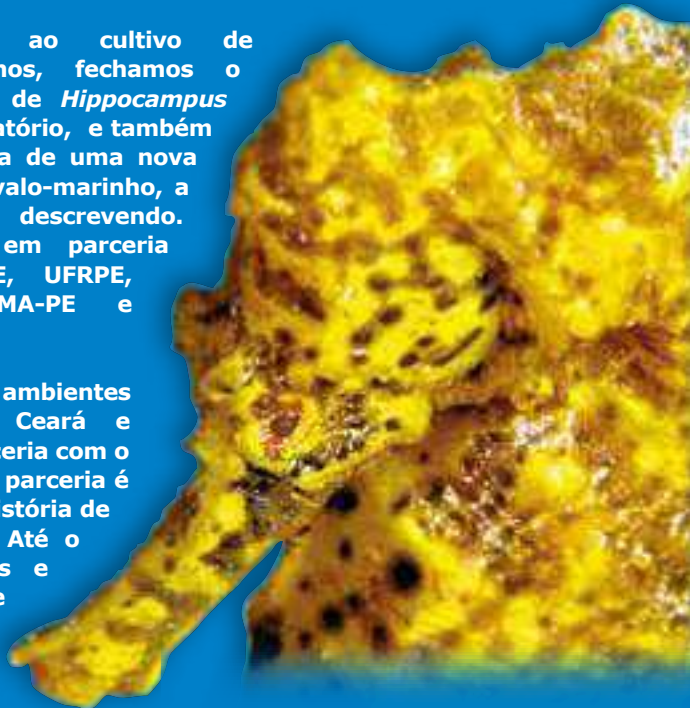 ao cultivo de
nos, fechamos o
de Hippocampus
atório, e também
a de uma nova
valo-marinho, a
descrevendo.
em parceria
E, UFRPE,
MA-PE e
ambientes
Ceará e
ceria com o
parceria é
stória de
Até o
s e
e